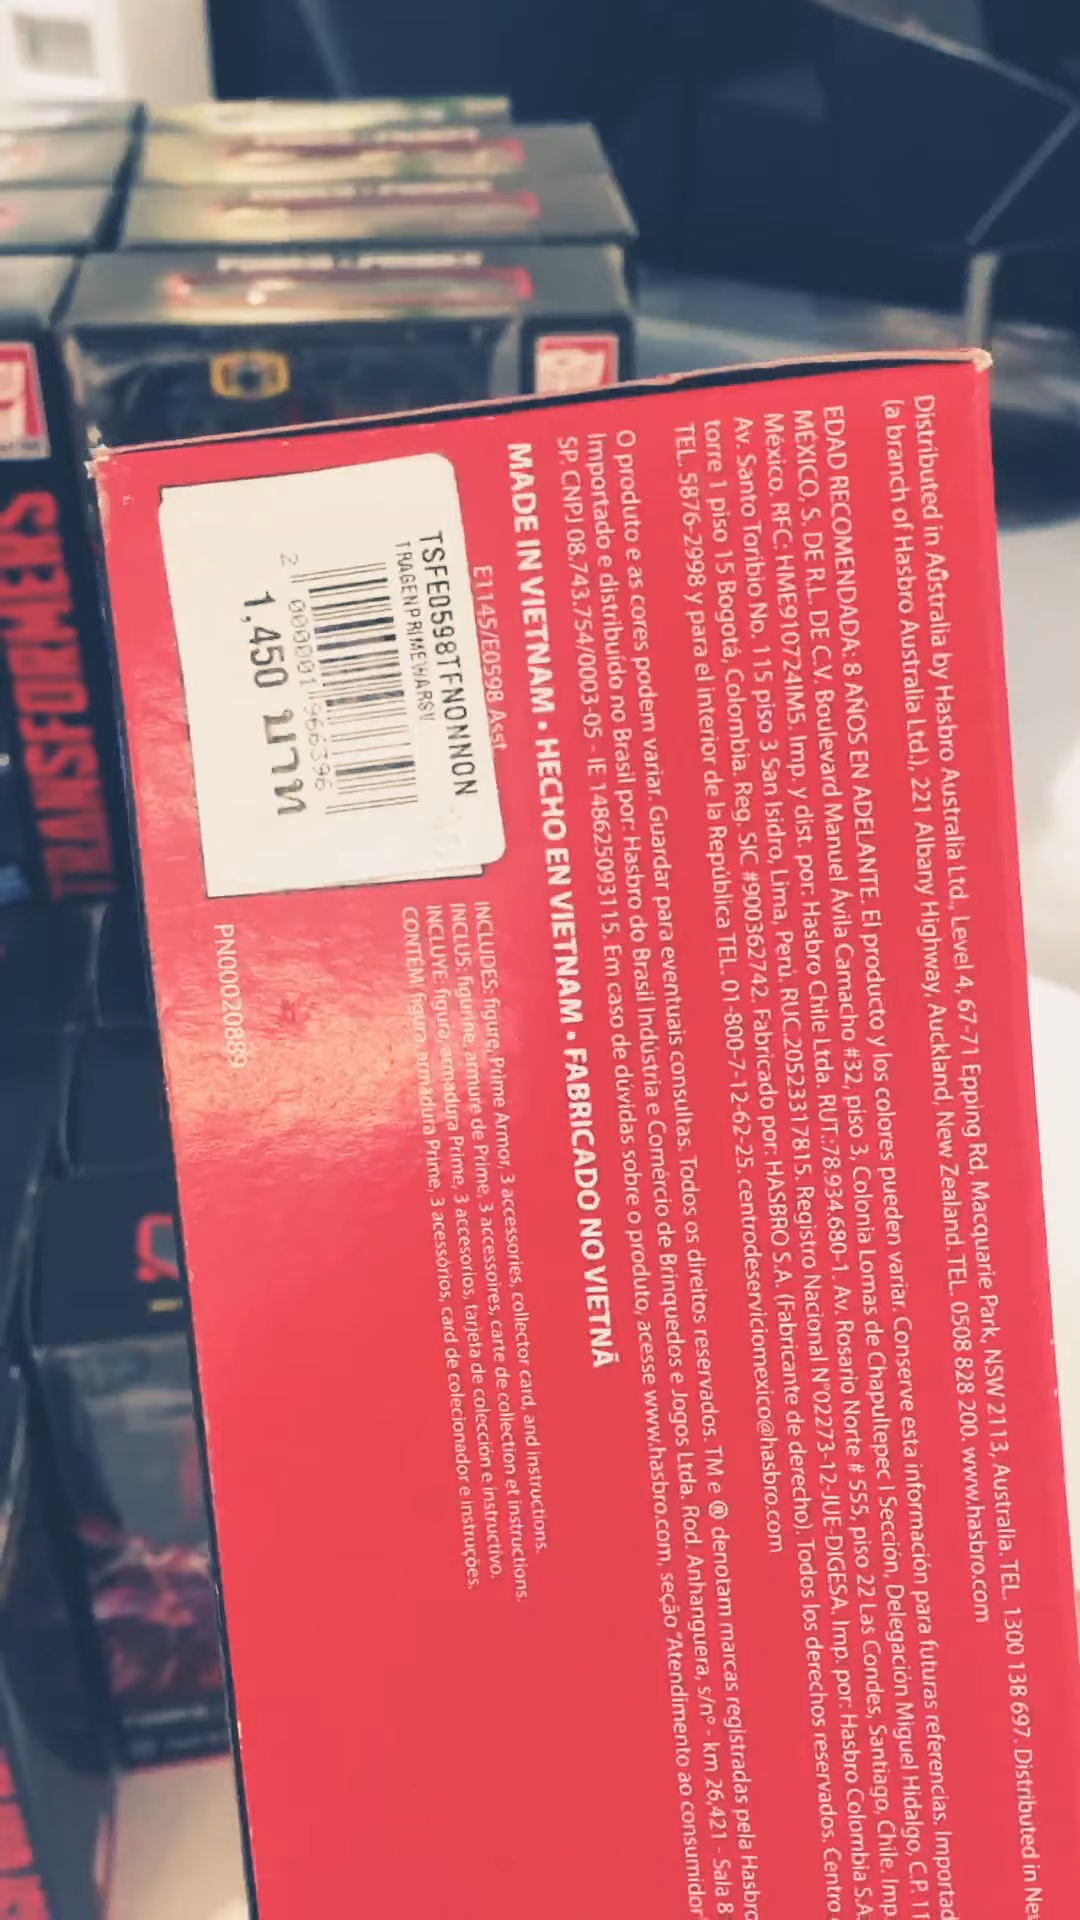 TRANSFORMERS
Distributed in Australia by Hasbro Australia Ltd., Level 4, 67-71 Epping Rd, Macquarie Park, NSW 2113, Australia. TEL. 1300 138 697. Distributed in
(a branch of Hasbro Australia Ltd.), 221 Albany Highway, Auckland, New Zealand. TEL. 0508 828 200. www.hasbro.com
EDAD RECOMENDADA: 8 AÑOS EN ADELANTE. El producto y los colores pueden variar. Conserve esta información para futuras referencias. Importad
MÉXICO, S. DE R.L. DE C.V. Boulevard Manuel Ávila Camacho #32, piso 3, Colonia Lomas de Chapultepec I Sección, Delegación Miguel Hidalgo, C.P. 11
México, RFC: HME910724IM5. Imp. y dist. por: Hasbro Chile Ltda. RUT.:78.934.680-1. Av. Rosario Norte # 555, piso 22 Las Condes, Santiago, Chile. Imp.
Av. Santo Toribio No. 115 piso 3 San Isidro, Lima, Perú. RUC.20523317815, Registro Nacional N°02273-12-JUE-DIGESA. Imp. por: Hasbro Colombia S.A.
torre 1 piso 15 Bogotá, Colombia. Reg. SIC #900362742. Fabricado por: HASBRO S.A. (Fabricante de derecho). Todos los derechos reservados. Centro
TEL. 5876-2998 y para el interior de la República TEL. 01-800-7-12-62-25. centrodeserviciomexico@hasbro.com
O produto e as cores podem variar. Guardar para eventuais consultas. Todos os direitos reservados. TM e ® denotam marcas registradas pela Hasbro
Importado e distribuído no Brasil por: Hasbro do Brasil Indústria e Comércio de Brinquedos e Jogos Ltda. Rod. Anhanguera, s/nº - km 26,421 - Sala 8
SP. CNPJ 08.743.754/0003-05 - IE 148625093115. Em caso de dúvidas sobre o produto, acesse www.hasbro.com, seção "Atendimento ao consumidor
MADE IN VIETNAM • HECHO EN VIETNAM • FABRICADO NO VIETNÃ
E1145/E0598 Asst
TSFE0598TFNONNON
TRAGENPRIMEWARSV
2 000001 966396
1,450 บาท
INCLUDES: figure, Prime Armor, 3 accessories, collector card, and instructions.
INCLUS: figurine, armure de Prime, 3 accessoires, carte de collection et instructions.
INCLUYE: figura, armadura Prime, 3 accesorios, tarjeta de colección e instructivo.
CONTÉM: figura, armadura Prime, 3 acessórios, card de colecionador e instruções.
PN00020889